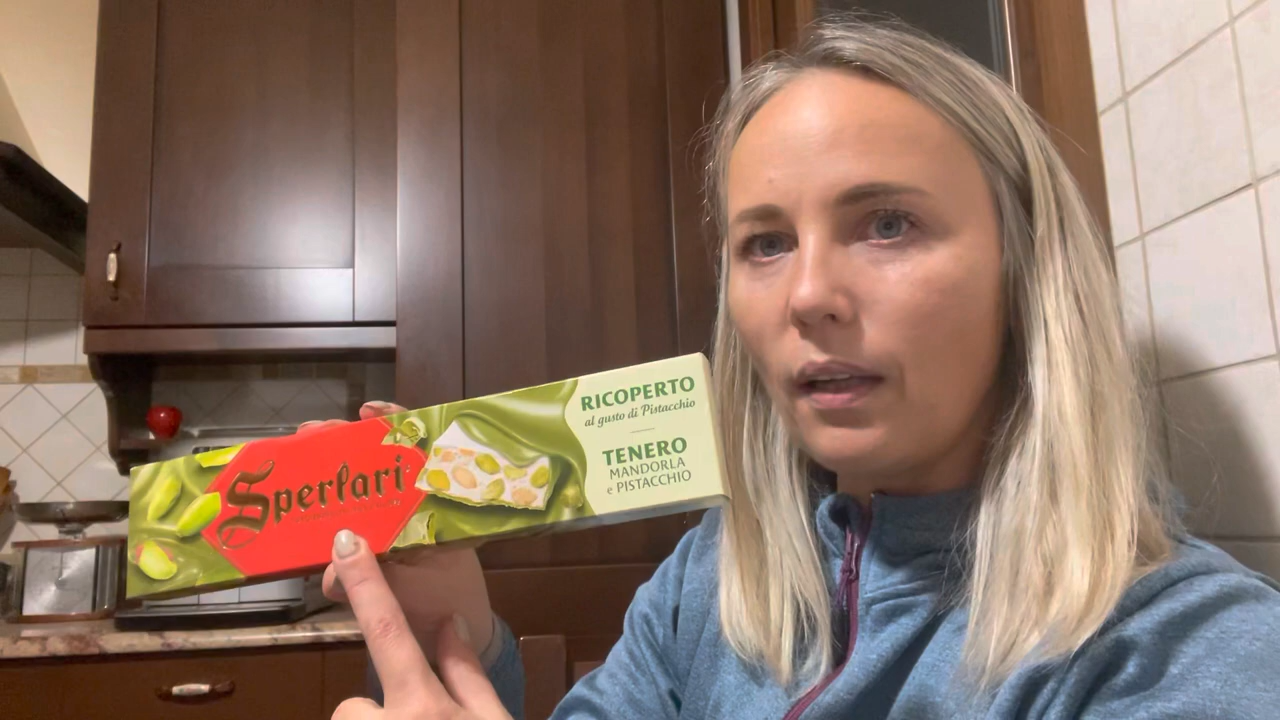 Sperlari
RICOPERTO
al gusto di Pistacchio
TENERO
MANDORLA
e PISTACCHIO